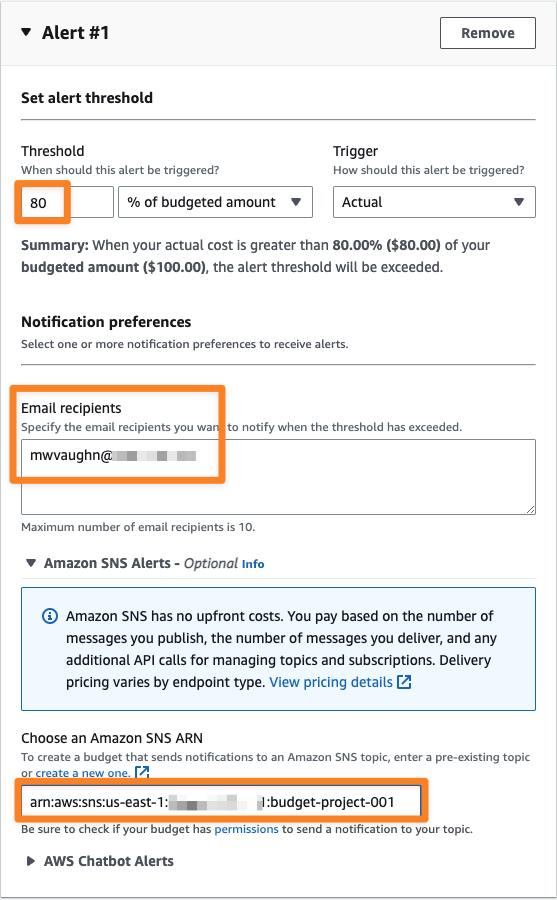 Alert #1
Remove
Set alert threshold
Threshold
When should this alert be triggered?
Trigger
How should this alert be triggered?
80
% of budgeted amount
Actual
Summary: When your actual cost is greater than 80.00% ($80.00) of your
budgeted amount ($100.00), the alert threshold will be exceeded.
Notification preferences
Select one or more notification preferences to receive alerts.
Email recipients
Specify the email recipients you want to notify when the threshold has exceeded.
mwvaughn@
Maximum number of email recipients is 10.
Amazon SNS Alerts - Optional Info
Amazon SNS has no upfront costs. You pay based on the number of
messages you publish, the number of messages you deliver, and any
additional API calls for managing topics and subscriptions. Delivery
pricing varies by endpoint type. View pricing details
Choose an Amazon SNS ARN
To create a budget that sends notifications to an Amazon SNS topic, enter a pre-existing topic
or create a new one.
arn:aws:sns:us-east-1: :budget-project-001
Be sure to check if your budget has permissions to send a notification to your topic.
AWS Chatbot Alerts